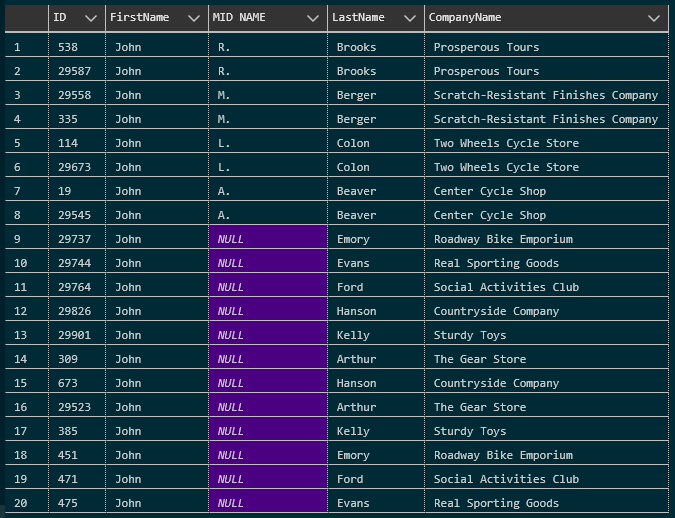 ID FirstName MID NAME LastName CompanyName
1 538 John R. Brooks Prosperous Tours
2 29587 John R. Brooks Prosperous Tours
3 29558 John M. Berger Scratch-Resistant Finishes Company
4 335 John M. Berger Scratch-Resistant Finishes Company
5 114 John L. Colon Two Wheels Cycle Store
6 29673 John L. Colon Two Wheels Cycle Store
7 19 John A. Beaver Center Cycle Shop
8 29545 John A. Beaver Center Cycle Shop
9 29737 John NULL Emory Roadway Bike Emporium
10 29744 John NULL Evans Real Sporting Goods
11 29764 John NULL Ford Social Activities Club
12 29826 John NULL Hanson Countryside Company
13 29901 John NULL Kelly Sturdy Toys
14 309 John NULL Arthur The Gear Store
15 673 John NULL Hanson Countryside Company
16 29523 John NULL Arthur The Gear Store
17 385 John NULL Kelly Sturdy Toys
18 451 John NULL Emory Roadway Bike Emporium
19 471 John NULL Ford Social Activities Club
20 475 John NULL Evans Real Sporting Goods